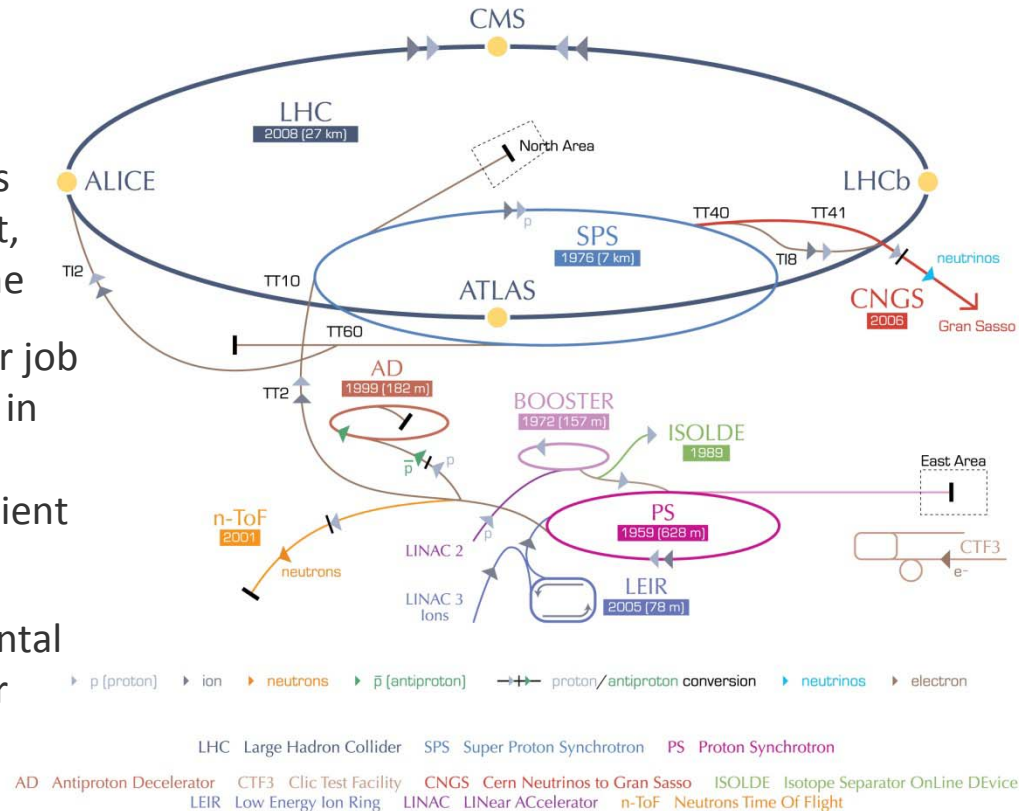 CMS
LHC
2008 (27 km)
North Area
ALICE
LHCb
TT40
TT41
p
SPS
1976 (7 km)
TI2
TT10
TI8
neutrinos
ATLAS
CNGS
2006
Gran Sasso
TT60
AD
1999 (182 m)
TT2
BOOSTER
1972 (157 m)
ISOLDE
1989
p̅
p
East Area
n-ToF
2001
PS
1959 (628 m)
LINAC 2
p
neutrons
CTF3
e-
LEIR
2005 (78 m)
LINAC 3
Ions
p (proton) ion neutrons p̅ (antiproton) proton/antiproton conversion neutrinos electron
LHC Large Hadron Collider SPS Super Proton Synchrotron PS Proton Synchrotron
AD Antiproton Decelerator CTF3 Clic Test Facility CNGS Cern Neutrinos to Gran Sasso ISOLDE Isotope Separator OnLine DEvice
LEIR Low Energy Ion Ring LINAC LINear ACcelerator n-ToF Neutrons Time Of Flight
job
in